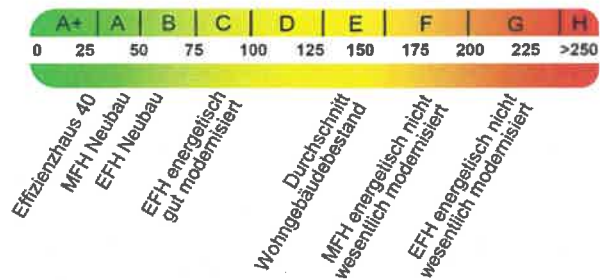 A+ A B C D E F G H
0 25 50 75 100 125 150 175 200 225 >250
Effizienzhaus 40
MFH Neubau
EFH Neubau
EFH energetisch
gut modernisiert
Durchschnitt
Wohngebäudebestand
MFH energetisch nicht
wesentlich modernisiert
EFH energetisch nicht
wesentlich modernisiert